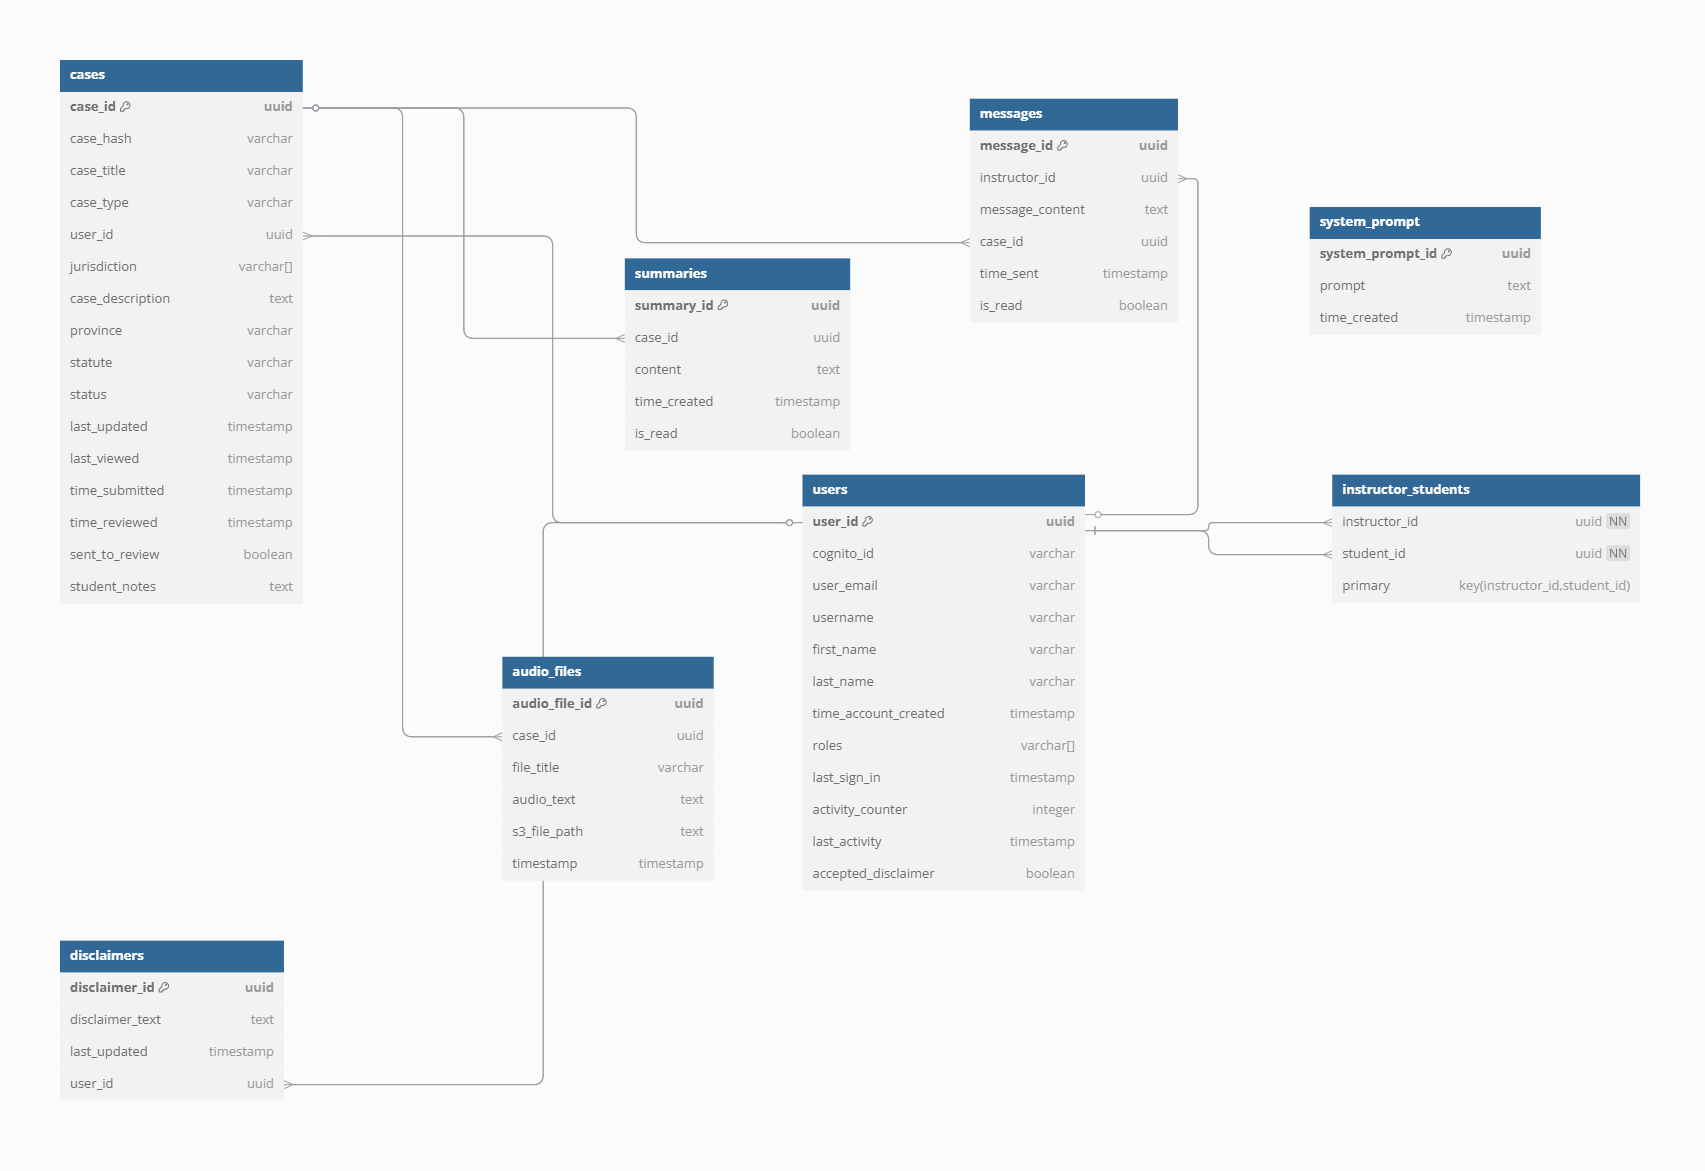 cases
case_id uuid
case_hash varchar
case_title varchar
case_type varchar
user_id uuid
jurisdiction varchar[]
case_description text
province varchar
statute varchar
status varchar
last_updated timestamp
last_viewed timestamp
time_submitted timestamp
time_reviewed timestamp
sent_to_review boolean
student_notes text
messages
message_id uuid
instructor_id uuid
message_content text
case_id uuid
time_sent timestamp
is_read boolean
system_prompt
system_prompt_id uuid
prompt text
time_created timestamp
summaries
summary_id uuid
case_id uuid
content text
time_created timestamp
is_read boolean
users
user_id uuid
cognito_id varchar
user_email varchar
username varchar
first_name varchar
last_name varchar
time_account_created timestamp
roles varchar[]
last_sign_in timestamp
activity_counter integer
last_activity timestamp
accepted_disclaimer boolean
instructor_students
instructor_id uuid NN
student_id uuid NN
primary key(instructor_id,student_id)
audio_files
audio_file_id uuid
case_id uuid
file_title varchar
audio_text text
s3_file_path text
timestamp timestamp
disclaimers
disclaimer_id uuid
disclaimer_text text
last_updated timestamp
user_id uuid